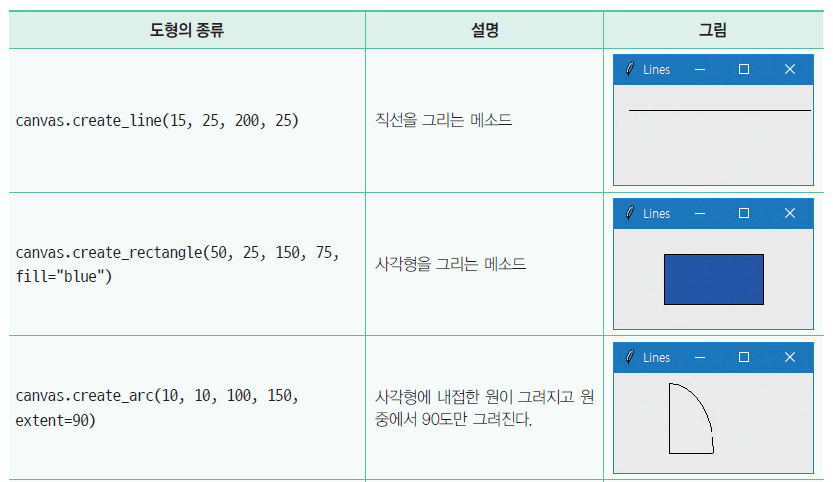 도형의 종류 설명 그림
canvas.create_line(15, 25, 200, 25)
직선을 그리는 메소드
Lines
canvas.create_rectangle(50, 25, 150, 75,
fill="blue")
사각형을 그리는 메소드
Lines
canvas.create_arc(10, 10, 100, 150,
extent=90)
사각형에 내접한 원이 그려지고 원
중에서 90도만 그려진다.
Lines